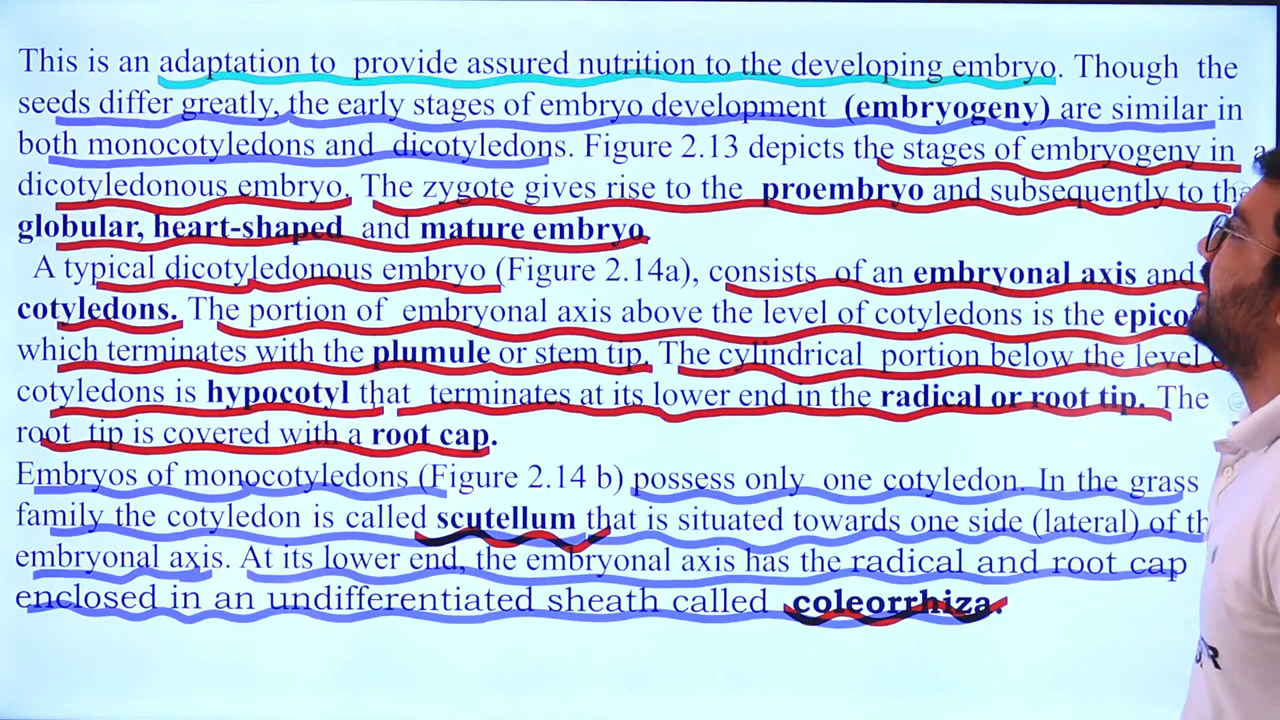 This is an adaptation to provide assured nutrition to the developing embryo. Though the
seeds differ greatly, the early stages of embryo development (embryogeny) are similar in
both monocotyledons and dicotyledons. Figure 2.13 depicts the stages of embryogeny in a
dicotyledonous embryo. The zygote gives rise to the proembryo and subsequently to the
globular, heart-shaped and mature embryo.
A typical dicotyledonous embryo (Figure 2.14a), consists of an embryonal axis and
cotyledons. The portion of embryonal axis above the level of cotyledons is the
which terminates with the plumule or stem tip. The cylindrical portion below the level
cotyledons is hypocotyl that terminates at its lower end in the radical or root tip. The
root tip is covered with a root cap.
Embryos of monocotyledons (Figure 2.14 b) possess only one cotyledon. In the grass
family the cotyledon is called scutellum that is situated towards one side (lateral) of
embryonal axis. At its lower end, the embryonal axis has the radical and root cap
enclosed in an undifferentiated sheath called coleorrhiza.